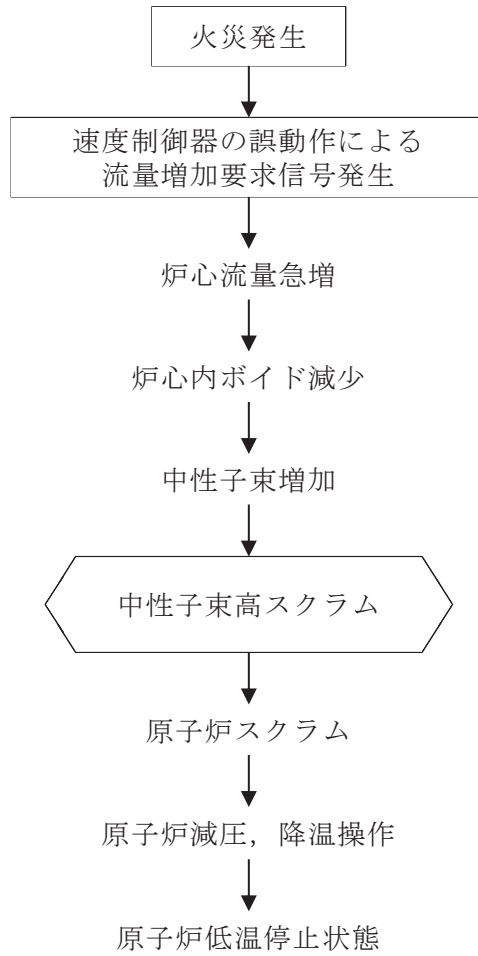 火災発生
速度制御器の誤動作による
流量増加要求信号発生
炉心流量急増
炉心内ボイド減少
中性子束増加
中性子束高スクラム
原子炉スクラム
原子炉減圧，降温操作
原子炉低温停止状態